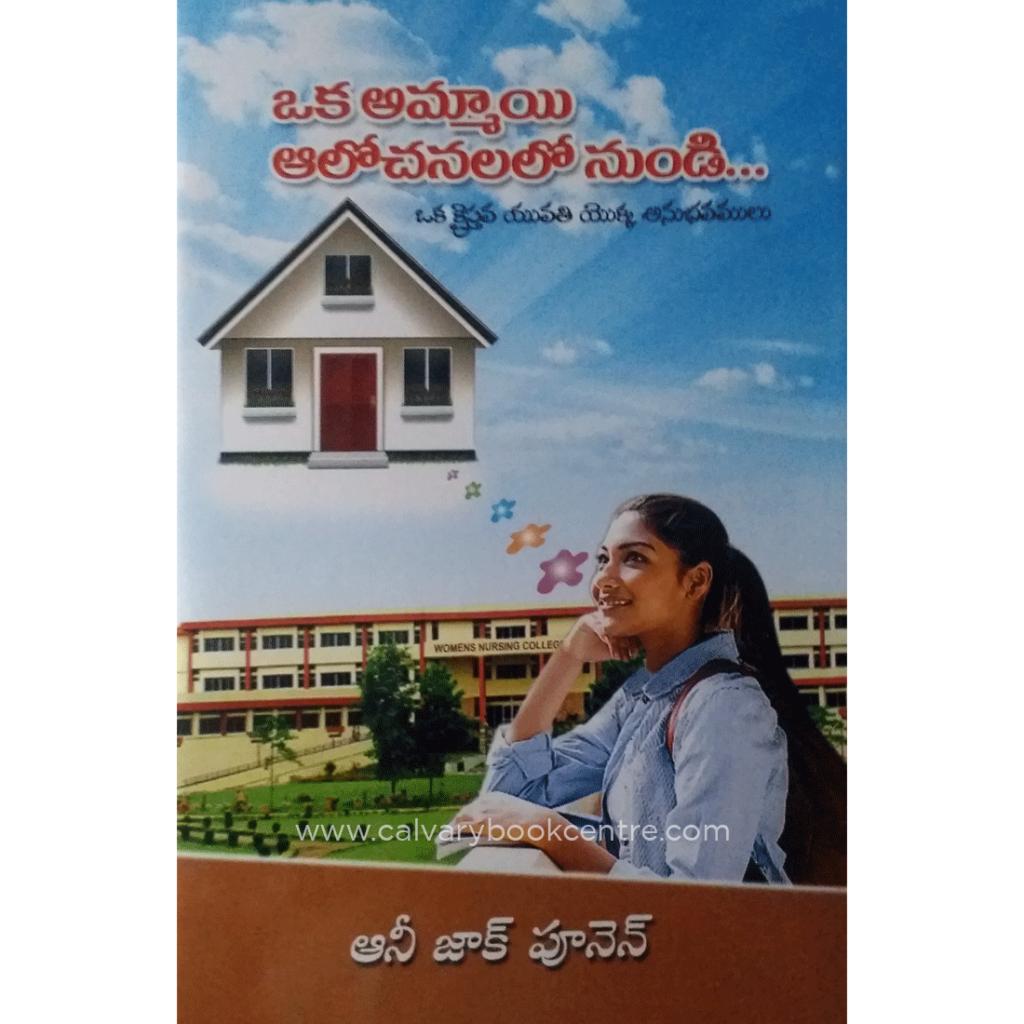 ఒక అమ్మాయి
ఆలోచనలలో నుండి...
ఒక క్రైస్తవ యువతి యొక్క అనుభవములు
WOMENS NURSING COLLEGE
www.calvarybookcentre.com
ఆనీ జాక్ పూనెన్